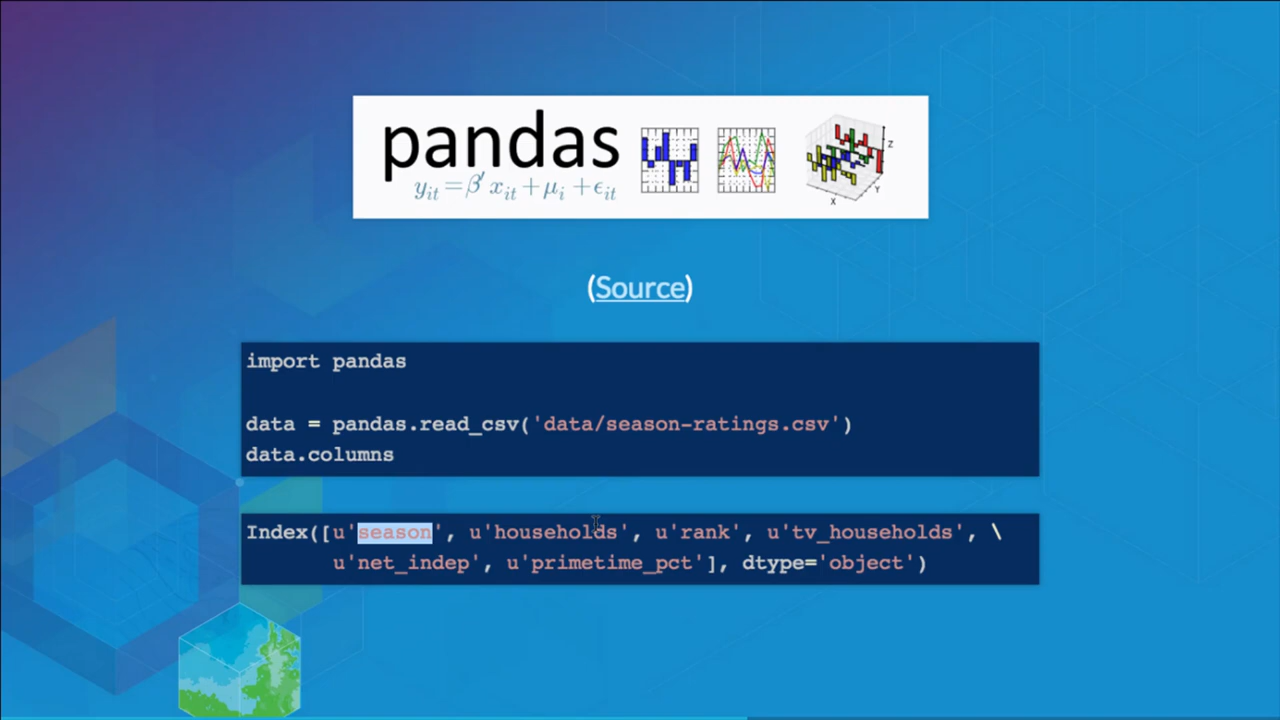 pandas
y_it = β′ x_it + μ_i + ϵ_it
Z
Y
X
(Source)
import pandas
data = pandas.read_csv('data/season-ratings.csv')
data.columns
Index([u'season', u'households', u'rank', u'tv_households', \
u'net_indep', u'primetime_pct'], dtype='object')